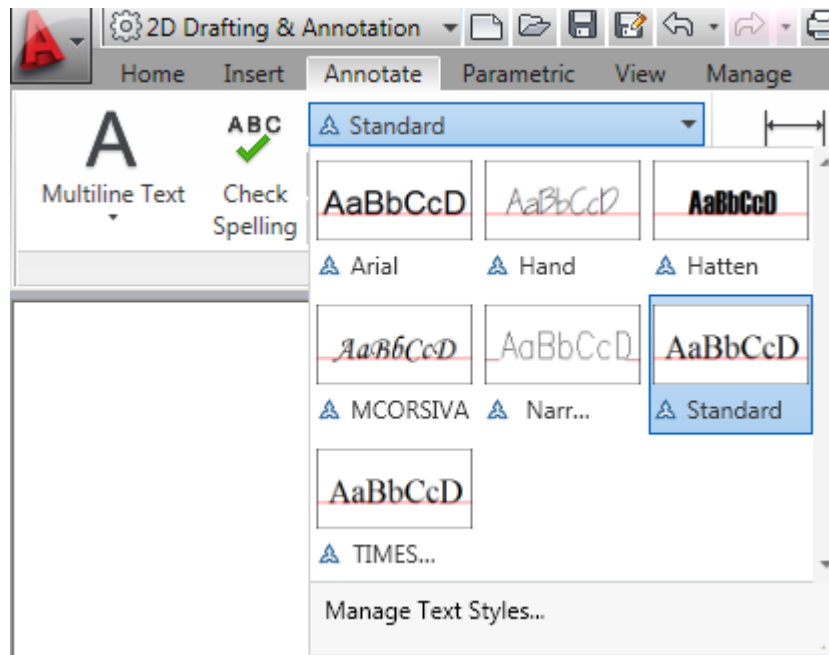 2D Drafting & Annotation
Home Insert Annotate Parametric View Manage
A
Multiline Text
ABC
Check
Spelling
Standard
AaBbCcD AaBbCcD AaBbCcD
Arial Hand Hatten
AaBbCcD AaBbCcD AaBbCcD
MCORSIVA Narr... Standard
AaBbCcD
TIMES...
Manage Text Styles...